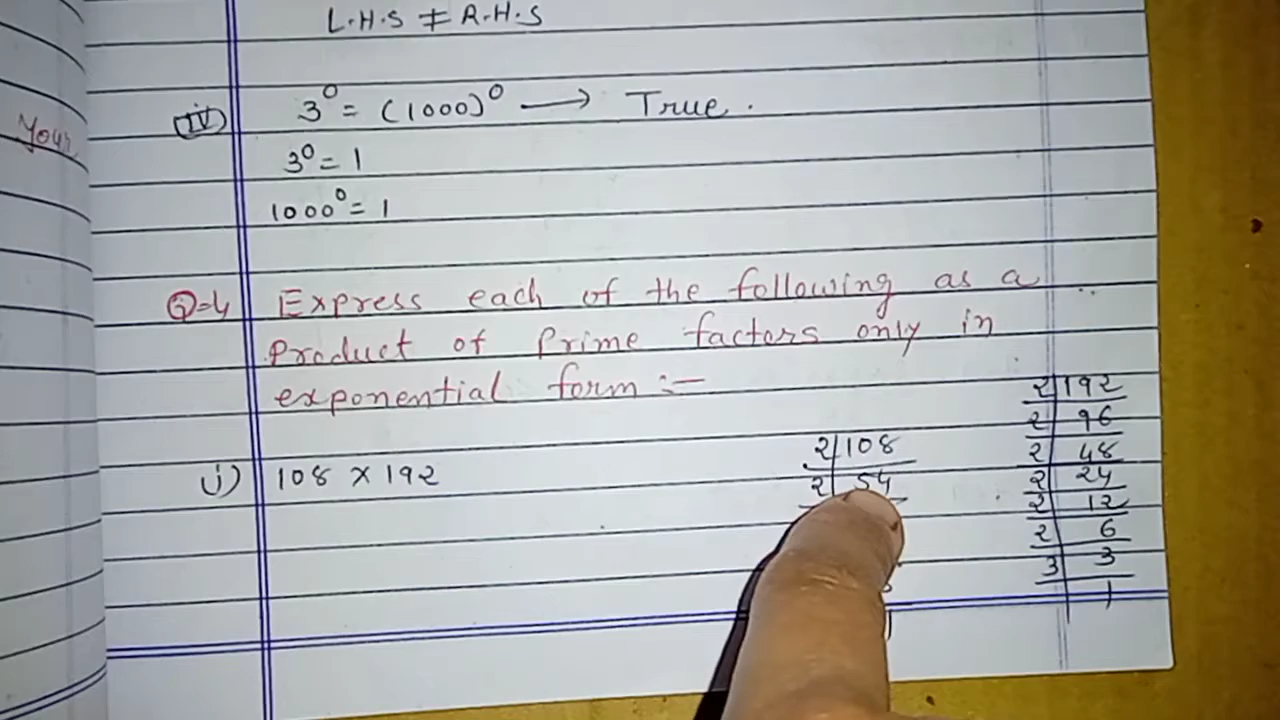 L.H.S ≠ R.H.S
Your
(iv) 3⁰ = (1000)⁰ → True.
3⁰ = 1
1000⁰ = 1
Q-4 Express each of the following as a
Product of Prime factors only in
exponential form :-
i) 108 x 192
2 108
2 54
2 192
2 96
2 48
2 24
2 12
2 6
3 3
1
1